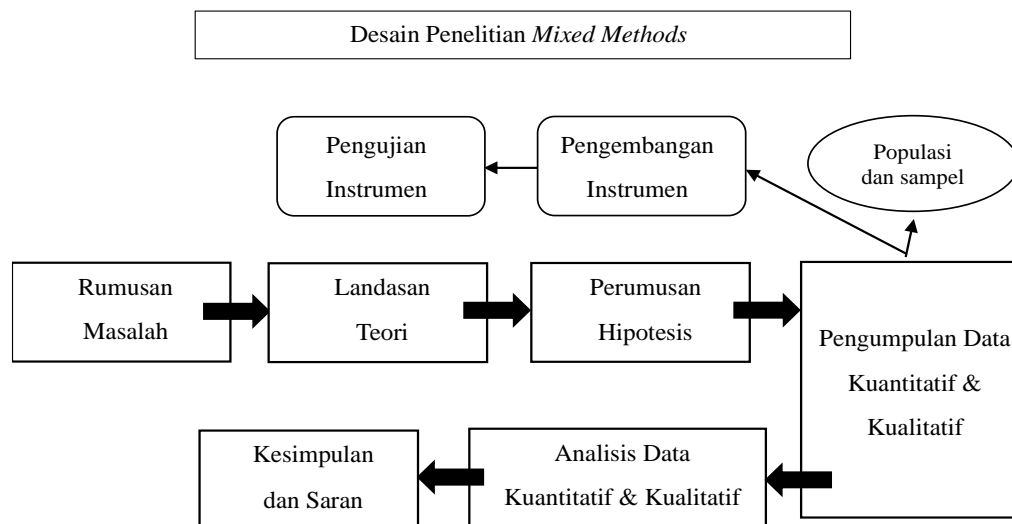 Desain Penelitian Mixed Methods
Pengujian
Instrumen
Pengembangan
Instrumen
Populasi
dan sampel
Rumusan
Masalah
Landasan
Teori
Perumusan
Hipotesis
Pengumpulan Data
Kuantitatif &
Kualitatif
Kesimpulan
dan Saran
Analisis Data
Kuantitatif & Kualitatif